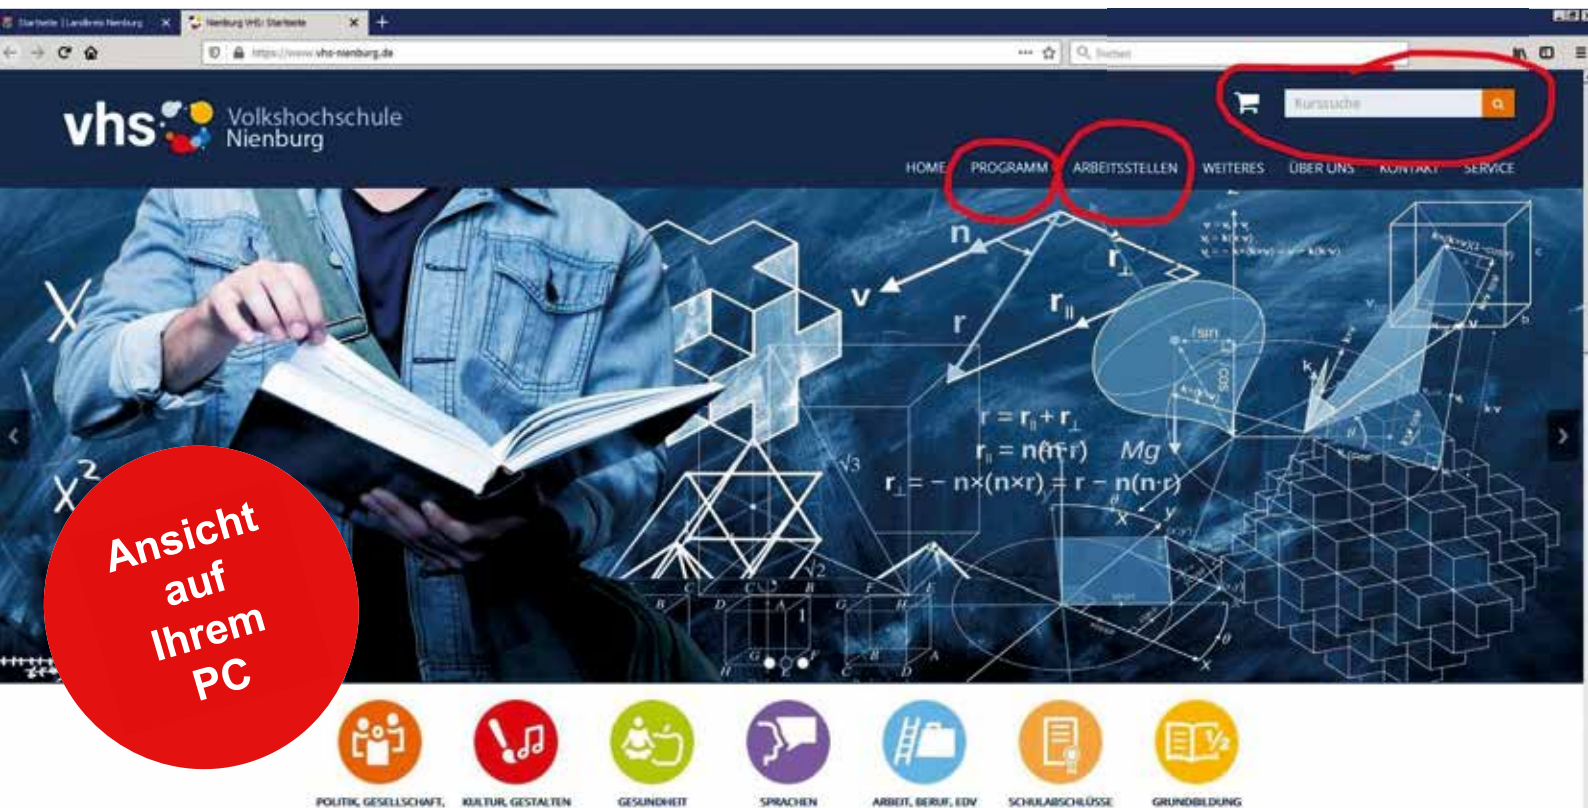 Startseite | Landkreis Nienburg
Nienburg VHS: Startseite
https://www.vhs-nienburg.de
Suchen
vhs
Volkshochschule
Nienburg
Kurssuche
HOME PROGRAMM ARBEITSSTELLEN WEITERES ÜBER UNS KONTAKT SERVICE
n
v
r
r⊥
r||
r = r|| + r⊥
Mg
r⊥ = − n×(n×r) = r − n(n·r)
X
X²
√3
√2
Ansicht
auf
Ihrem
PC
POLITIK, GESELLSCHAFT,
KULTUR, GESTALTEN
GESUNDHEIT
SPRACHEN
ARBEIT, BERUF, EDV
SCHULABSCHLÜSSE
½
GRUNDBILDUNG